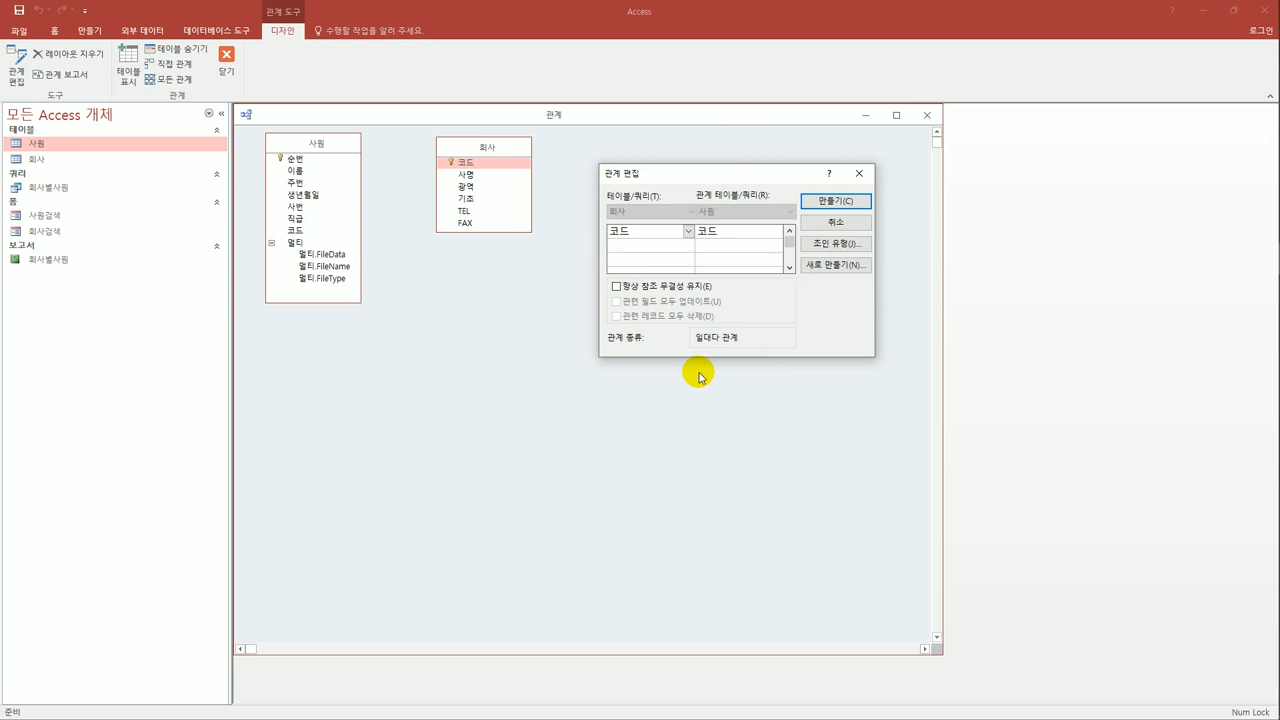 관계 도구
Access
로그인
파일
홈
만들기
외부 데이터
데이터베이스 도구
디자인
수행할 작업을 알려 주세요.
관계
편집
레이아웃 지우기
관계 보고서
도구
테이블
표시
테이블 숨기기
직접 관계
모든 관계
관계
닫기
모든 Access 개체
테이블
사원
회사
쿼리
회사별사원
폼
사원검색
회사검색
보고서
회사별사원
관계
사원
순번
이름
주번
생년월일
사번
직급
코드
멀티
멀티.FileData
멀티.FileName
멀티.FileType
회사
코드
사명
광역
기초
TEL
FAX
관계 편집
?
테이블/쿼리(T):
관계 테이블/쿼리(R):
회사
사원
코드
코드
항상 참조 무결성 유지(E)
관련 필드 모두 업데이트(U)
관련 레코드 모두 삭제(D)
관계 종류:
일대다 관계
만들기(C)
취소
조인 유형(J)...
새로 만들기(N)...
준비
Num Lock